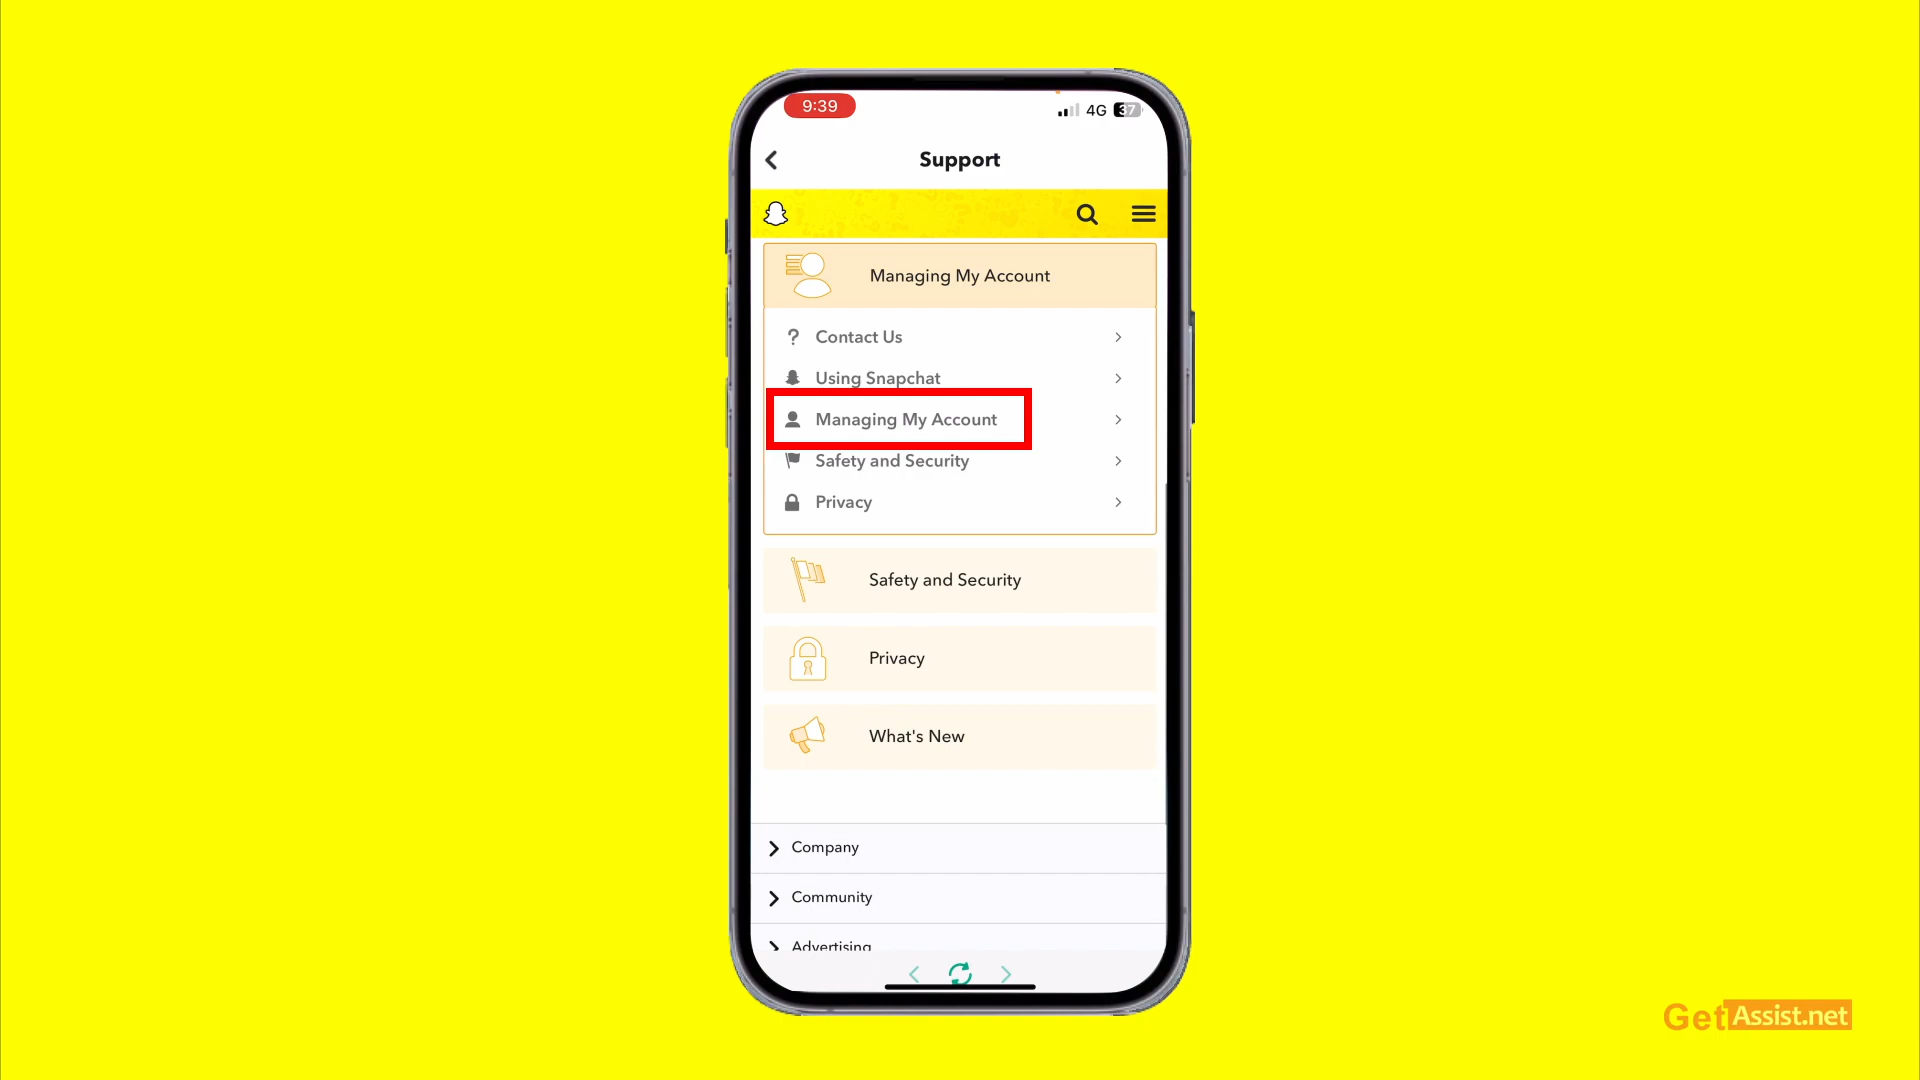 9:39
4G 37
Support
Managing My Account
? Contact Us
Using Snapchat
Managing My Account
Safety and Security
Privacy
Safety and Security
Privacy
What's New
Company
Community
Advertising
GetAssist.net